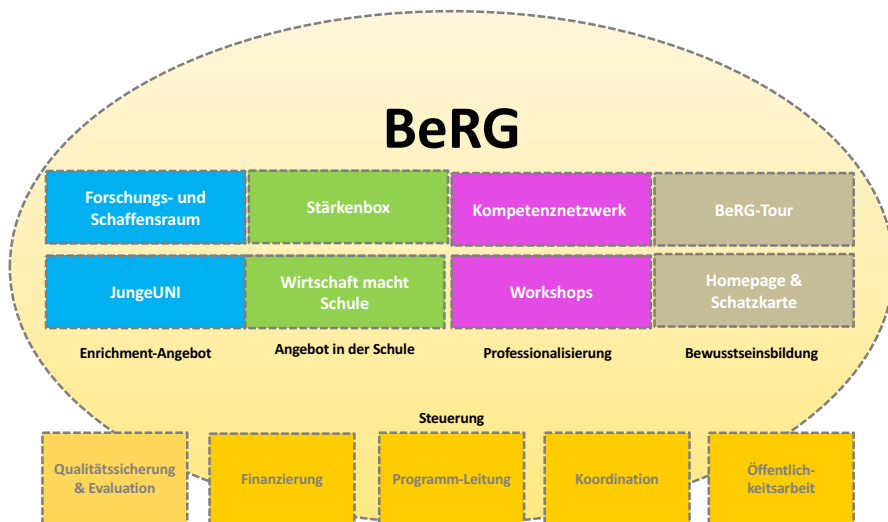 BeRG
Forschungs- und
Schaffensraum
Stärkenbox
Kompetenznetzwerk
BeRG-Tour
JungeUNI
Wirtschaft macht
Schule
Workshops
Homepage &
Schatzkarte
Enrichment-Angebot
Angebot in der Schule
Professionalisierung
Bewusstseinsbildung
Steuerung
Qualitätssicherung
& Evaluation
Finanzierung
Programm-Leitung
Koordination
Öffentlich-
keitsarbeit